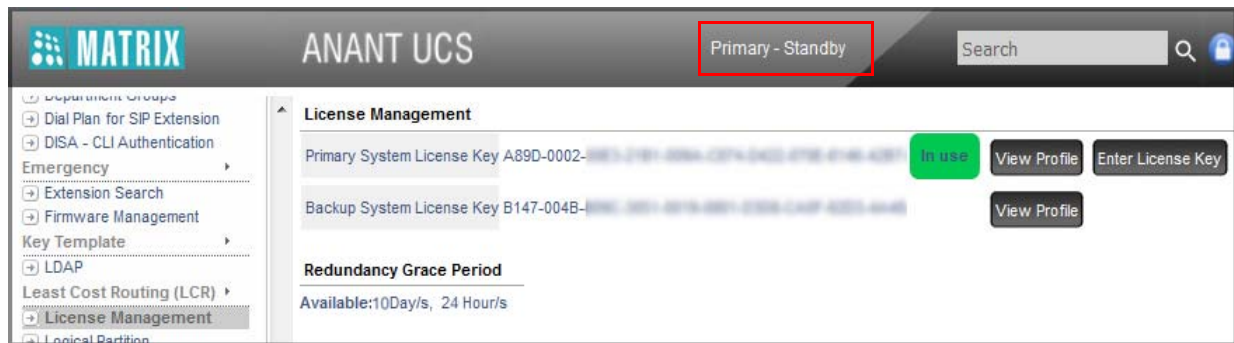 MATRIX ANANT UCS Primary - Standby Search
Department Groups
Dial Plan for SIP Extension
DISA - CLI Authentication
Emergency
Extension Search
Firmware Management
Key Template
LDAP
Least Cost Routing (LCR)
License Management
Logical Partition
License Management
Primary System License Key A89D-0002- In use View Profile Enter License Key
Backup System License Key B147-004B- View Profile
Redundancy Grace Period
Available:10Day/s, 24 Hour/s